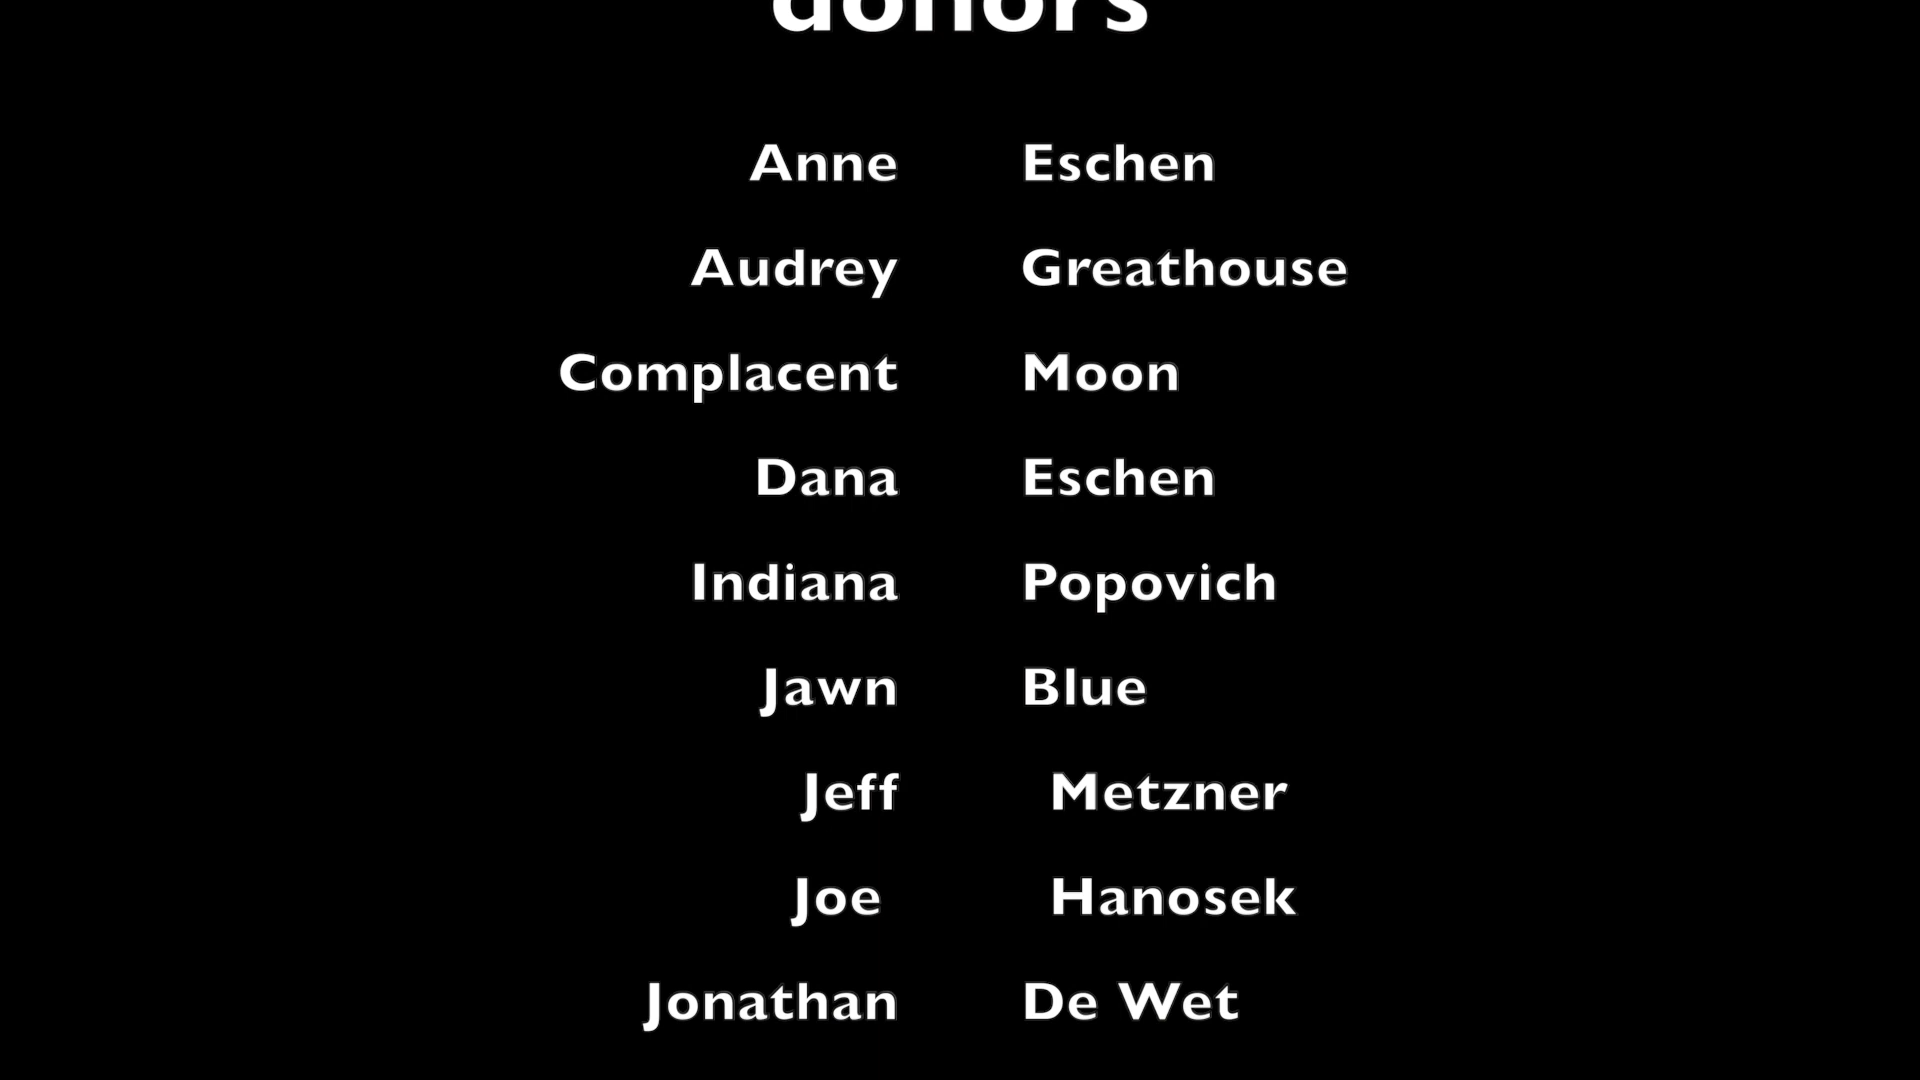 donors
Anne Eschen
Audrey Greathouse
Complacent Moon
Dana Eschen
Indiana Popovich
Jawn Blue
Jeff Metzner
Joe Hanosek
Jonathan De Wet